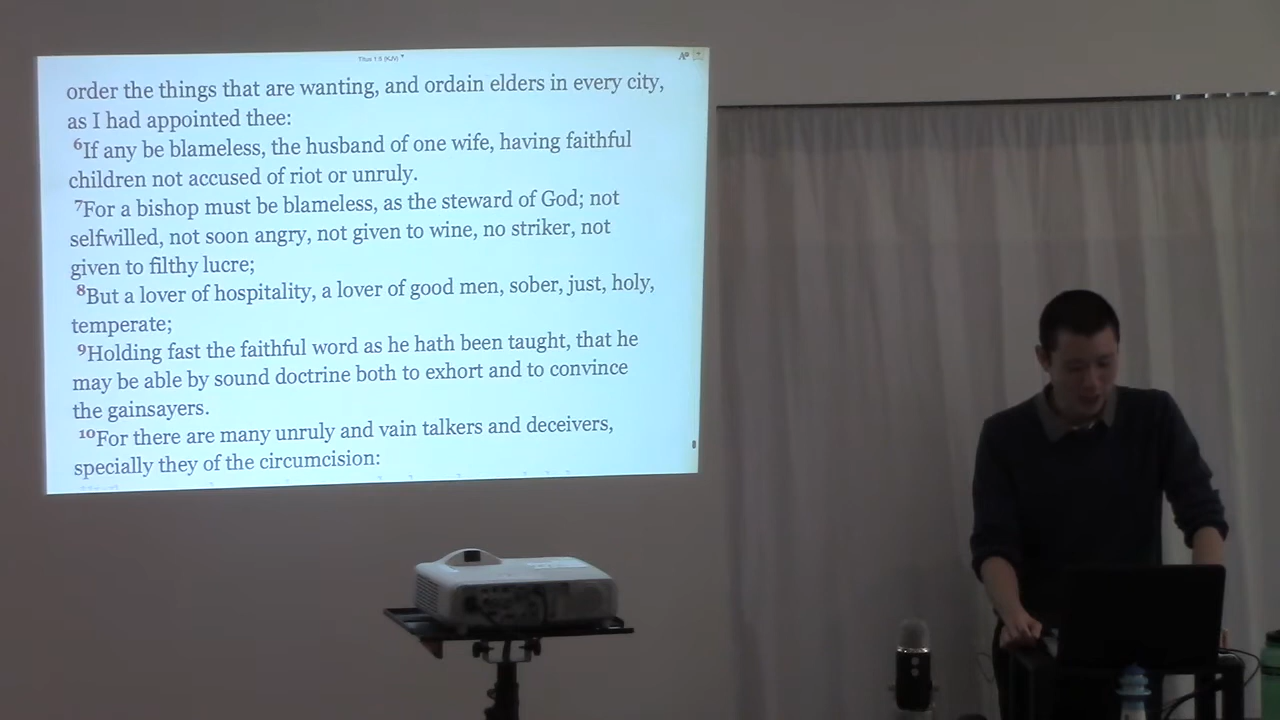 Titus 1:5 (KJV)
order the things that are wanting, and ordain elders in every city,
as I had appointed thee:
6If any be blameless, the husband of one wife, having faithful
children not accused of riot or unruly.
7For a bishop must be blameless, as the steward of God; not
selfwilled, not soon angry, not given to wine, no striker, not
given to filthy lucre;
8But a lover of hospitality, a lover of good men, sober, just, holy,
temperate;
9Holding fast the faithful word as he hath been taught, that he
may be able by sound doctrine both to exhort and to convince
the gainsayers.
10For there are many unruly and vain talkers and deceivers,
specially they of the circumcision: